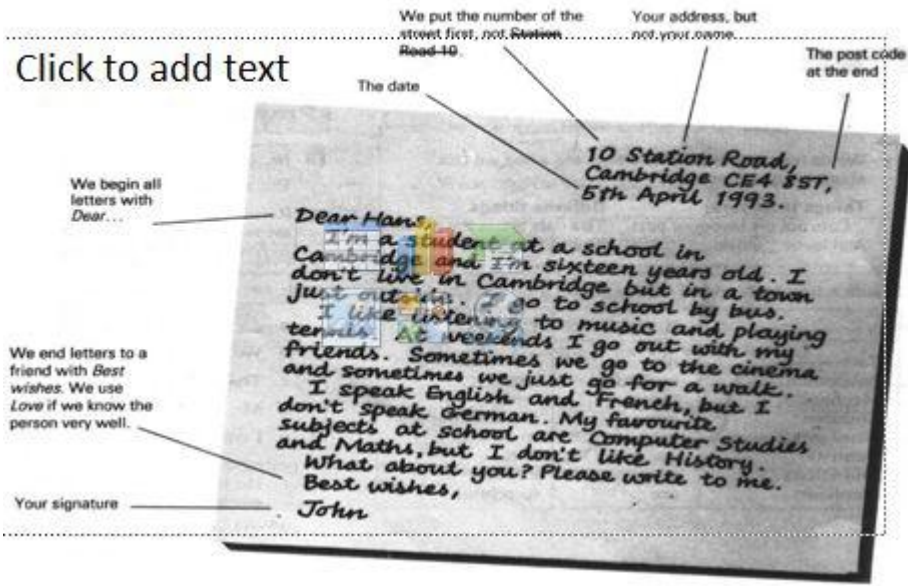 We put the number of the
street first, not Station
Road 10.
Your address, but
not your name
The post code
at the end
Click to add text
The date
10 Station Road,
Cambridge CE4 8ST,
5th April 1993.
We begin all
letters with
Dear...
Dear Hans
I'm a student at a school in
Cambridge and I'm sixteen years old. I
don't live in Cambridge but in a town
just outside. I go to school by bus.
I like listening to music and playing
tennis. At weekends I go out with my
friends. Sometimes we go to the cinema
and sometimes we just go for a walk.
I speak English and French, but I
don't speak German. My favourite
subjects at school are Computer Studies
and Maths, but I don't like History.
What about you? Please write to me.
Best wishes,
John
We end letters to a
friend with Best
wishes. We use
Love if we know the
person very well.
Your signature